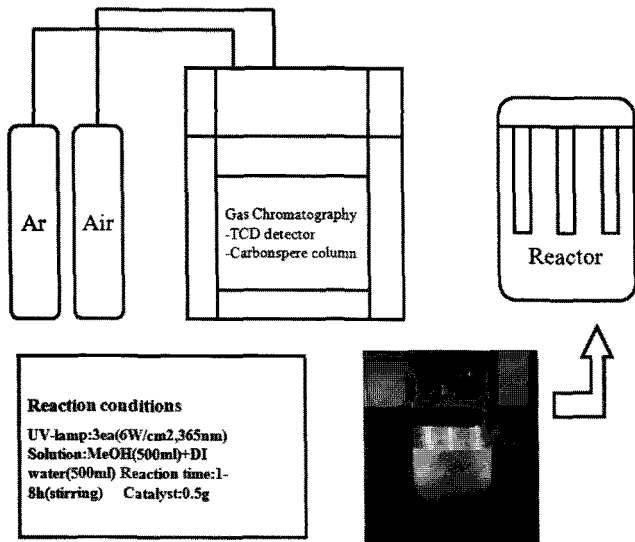 Ar
Air
Gas Chromatography
-TCD detector
-Carbonspere column
Reactor
Reaction conditions
UV-lamp:3ea(6W/cm2,365nm)
Solution:MeOH(500ml)+DI
water(500ml) Reaction time:1-
8h(stirring) Catalyst:0.5g